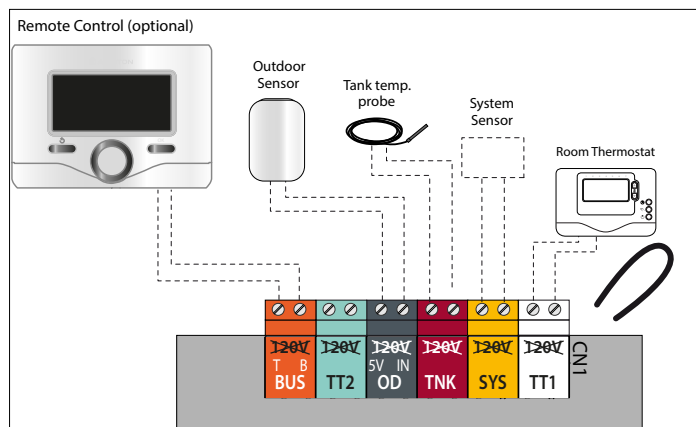 Remote Control (optional)
Outdoor
Sensor
Tank temp.
probe
System
Sensor
Room Thermostat
120V 120V 120V 120V 120V 120V
T B 5V IN
BUS TT2 OD TNK SYS TT1
CN1